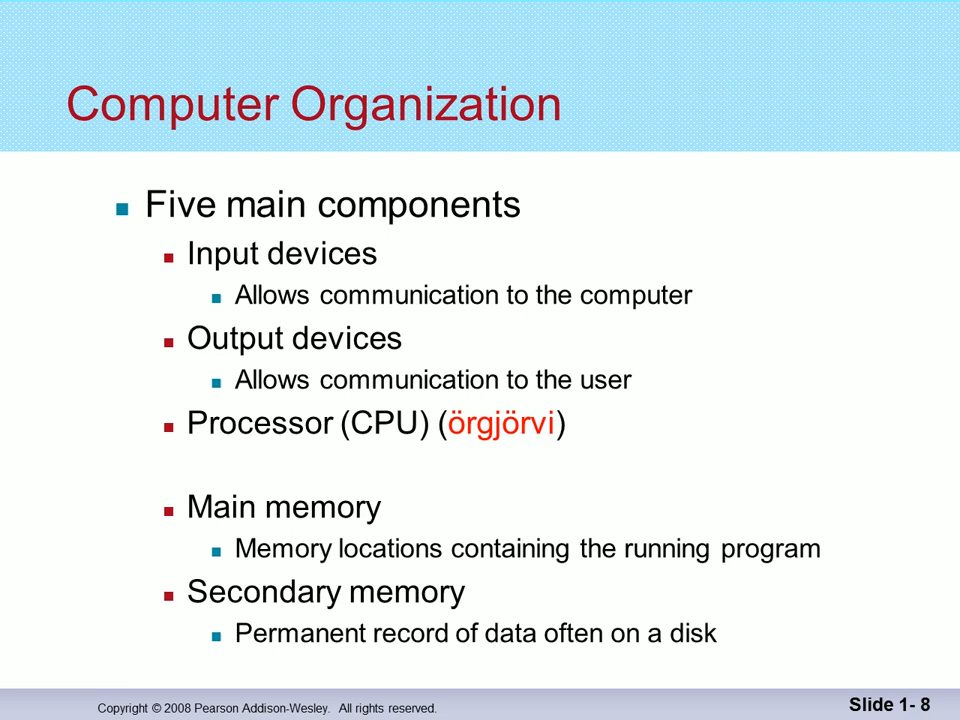 Computer Organization
Five main components
Input devices
Allows communication to the computer
Output devices
Allows communication to the user
Processor (CPU) (örgjörvi)
Main memory
Memory locations containing the running program
Secondary memory
Permanent record of data often on a disk
Copyright © 2008 Pearson Addison-Wesley. All rights reserved.
Slide 1- 8